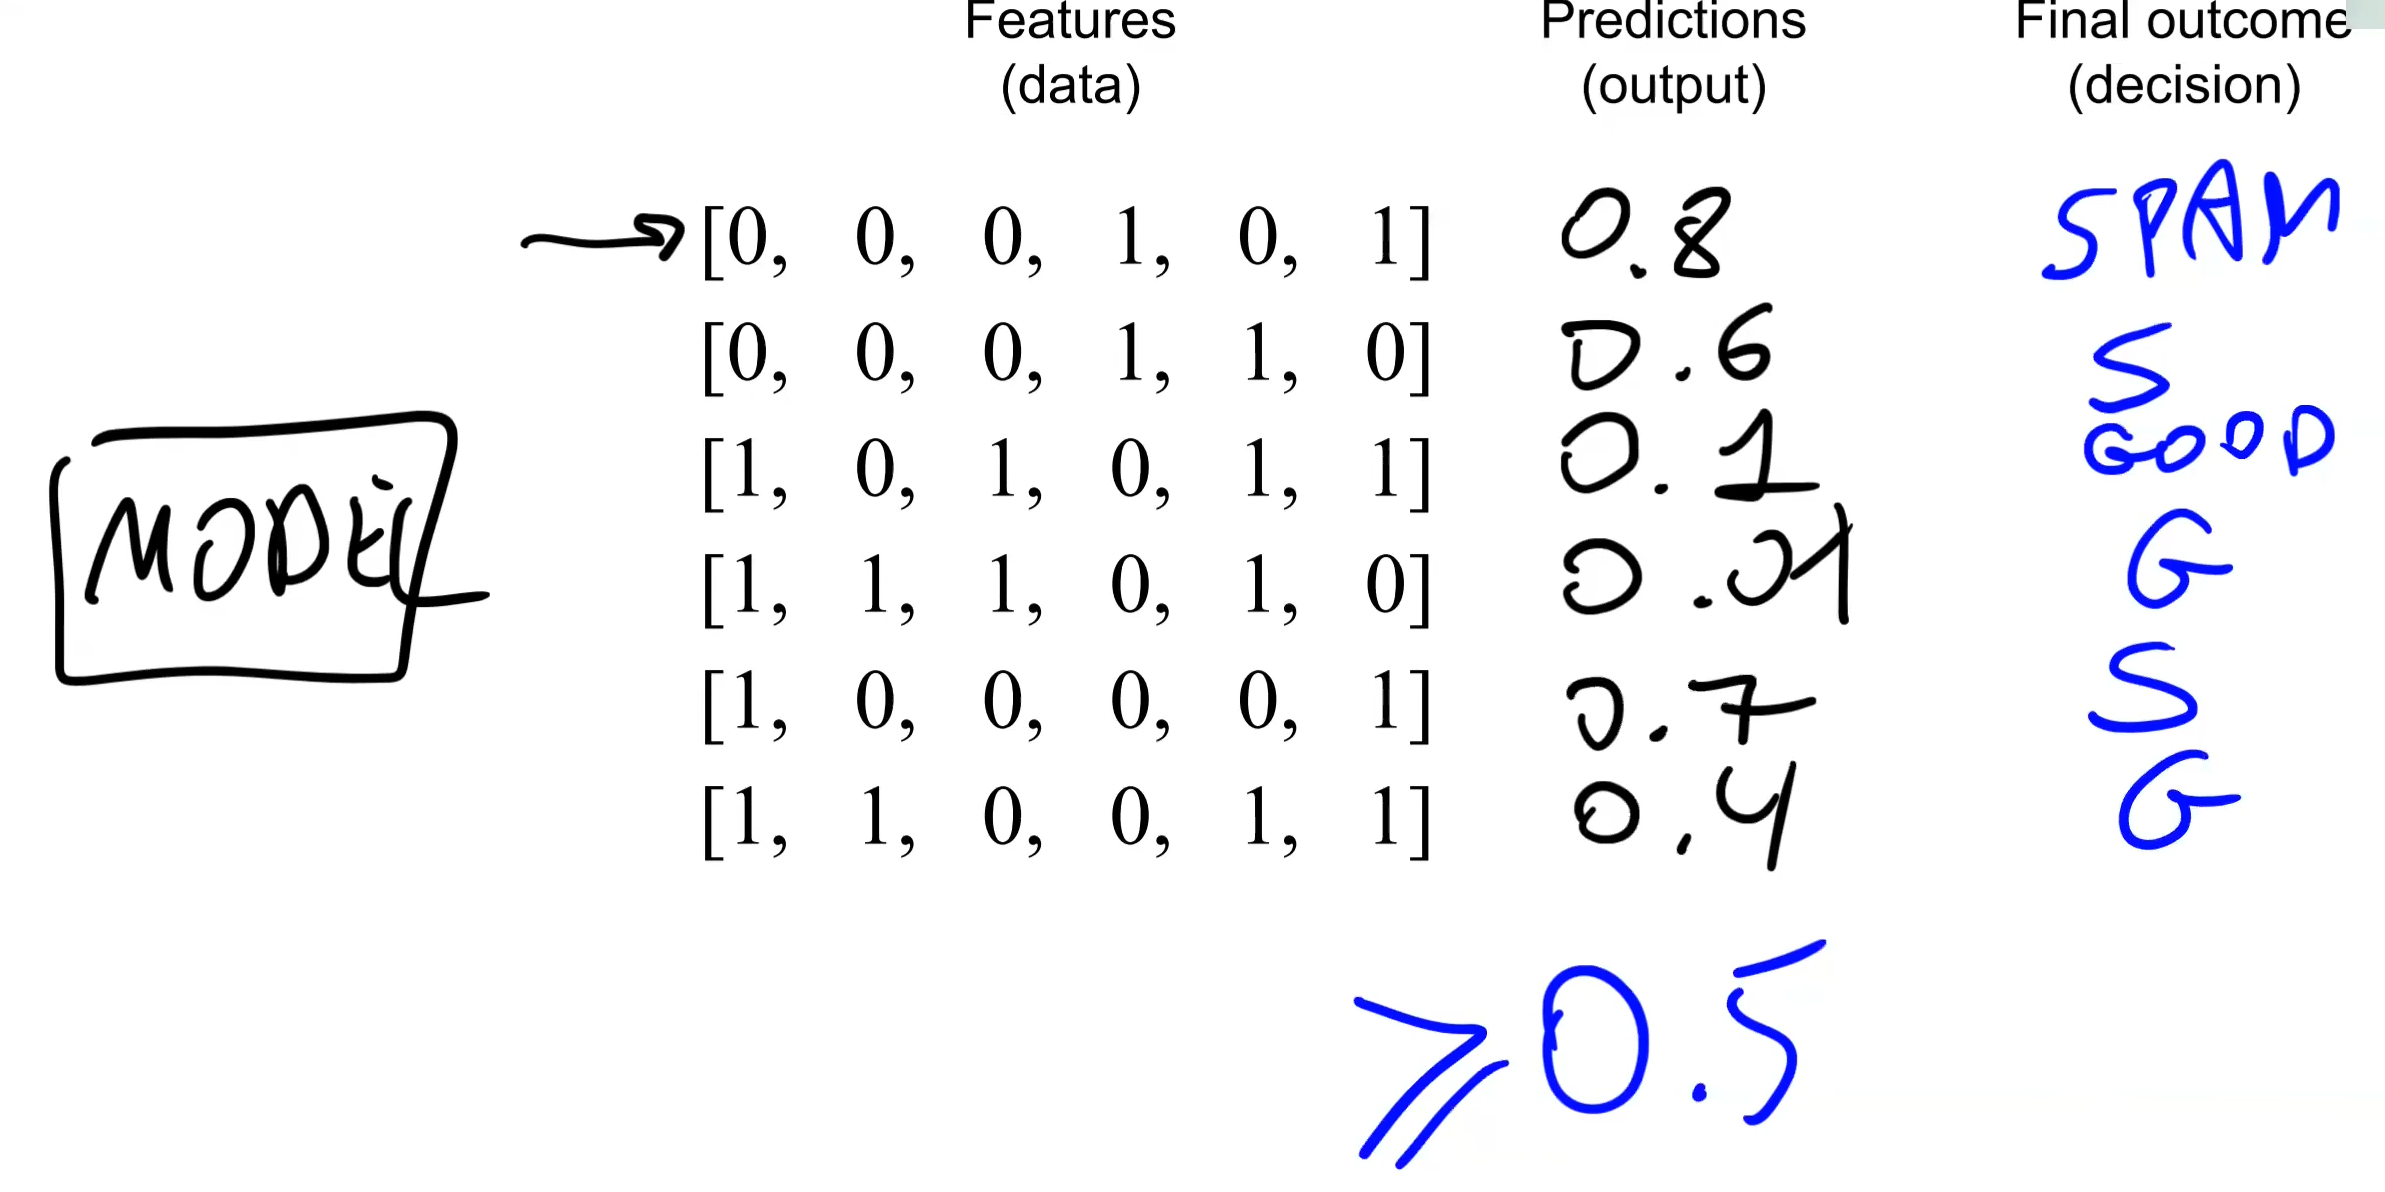 Features Predictions Final outcome
(data) (output) (decision)
[0, 0, 0, 1, 0, 1] 0.8 SPAM
[0, 0, 0, 1, 1, 0] 0.6 S
[1, 0, 1, 0, 1, 1] 0.1 GOOD
MODEL [1, 1, 1, 0, 1, 0] 0.01 G
[1, 0, 0, 0, 0, 1] 0.7 S
[1, 1, 0, 0, 1, 1] 0.4 G
⩾0.5